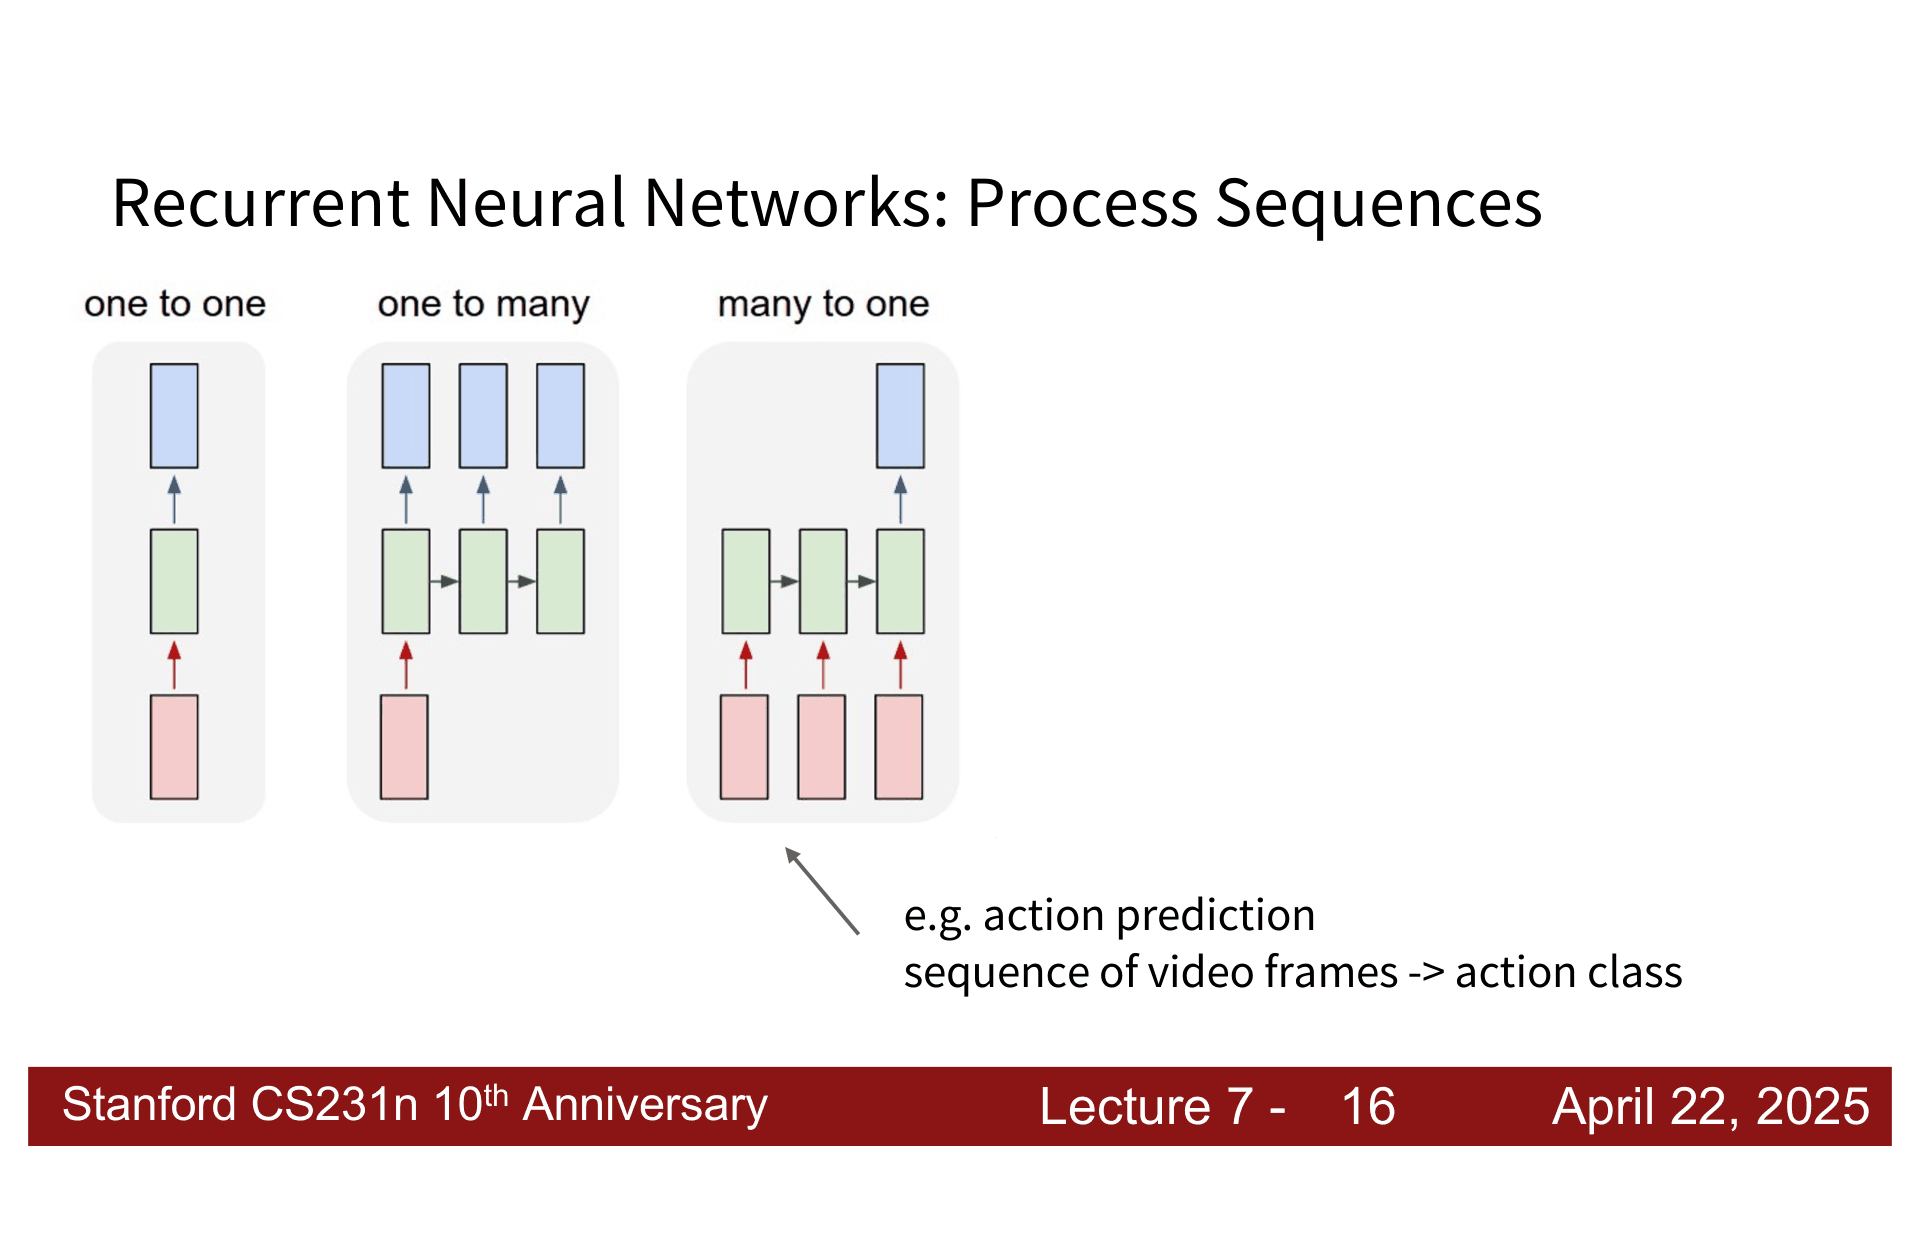 Recurrent Neural Networks: Process Sequences
one to one
one to many
many to one
e.g. action prediction
sequence of video frames -> action class
Stanford CS231n 10th Anniversary
Lecture 7 - 16
April 22, 2025